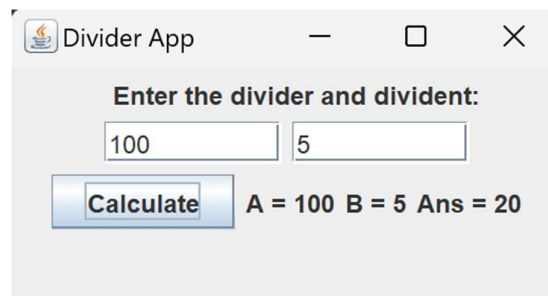 Divider App
Enter the divider and divident:
100 5
Calculate A = 100 B = 5 Ans = 20